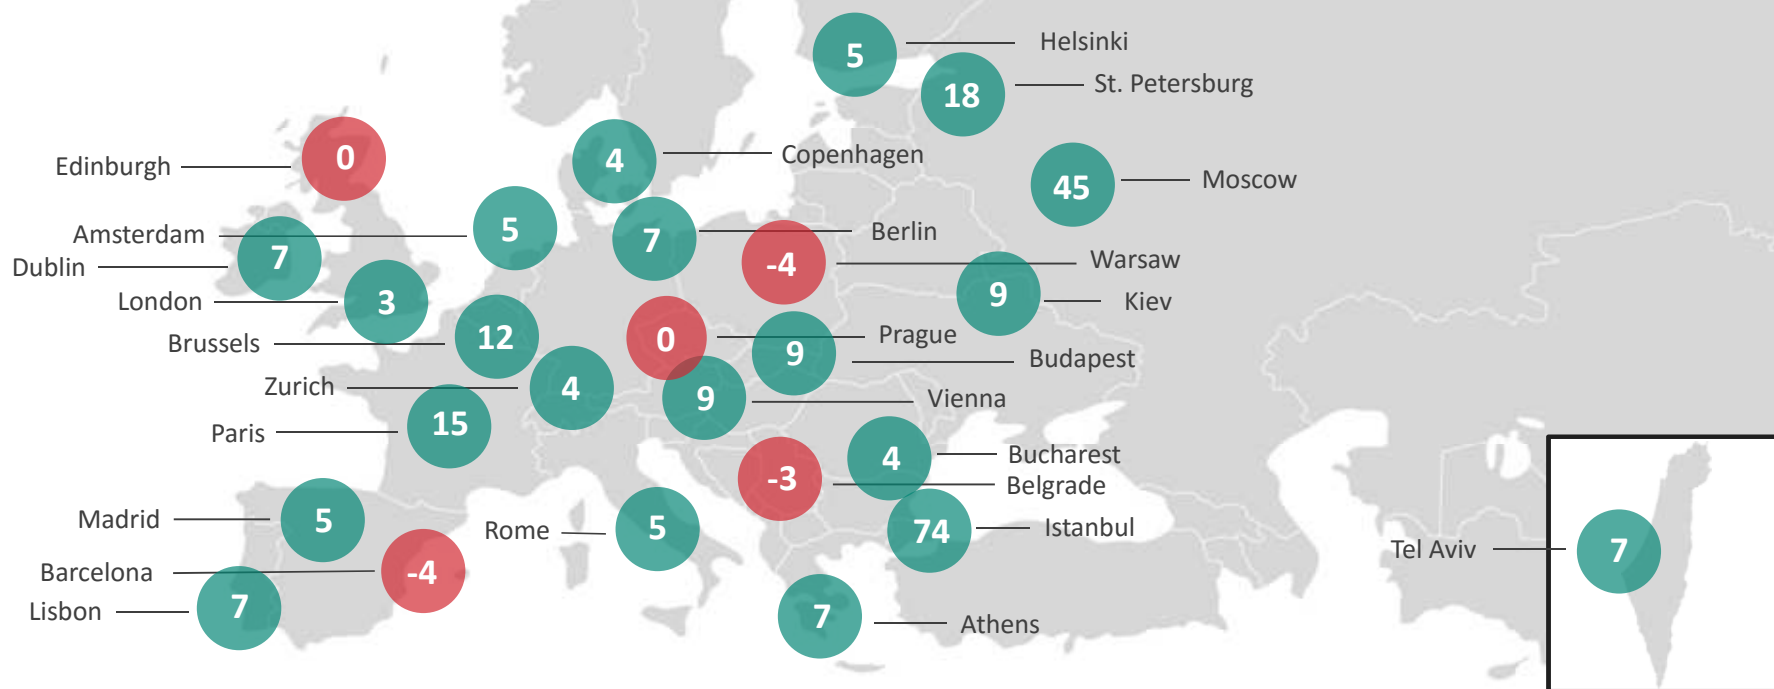 5
Helsinki
18
St. Petersburg
Edinburgh
0
4
Copenhagen
45
Moscow
Amsterdam
5
7
Berlin
Dublin
7
-4
Warsaw
London
3
9
Kiev
Brussels
12
0
Prague
9
Budapest
Zurich
4
9
Vienna
Paris
15
4
Bucharest
-3
Belgrade
Madrid
5
Rome
5
74
Istanbul
Tel Aviv
7
Barcelona
-4
Lisbon
7
7
Athens